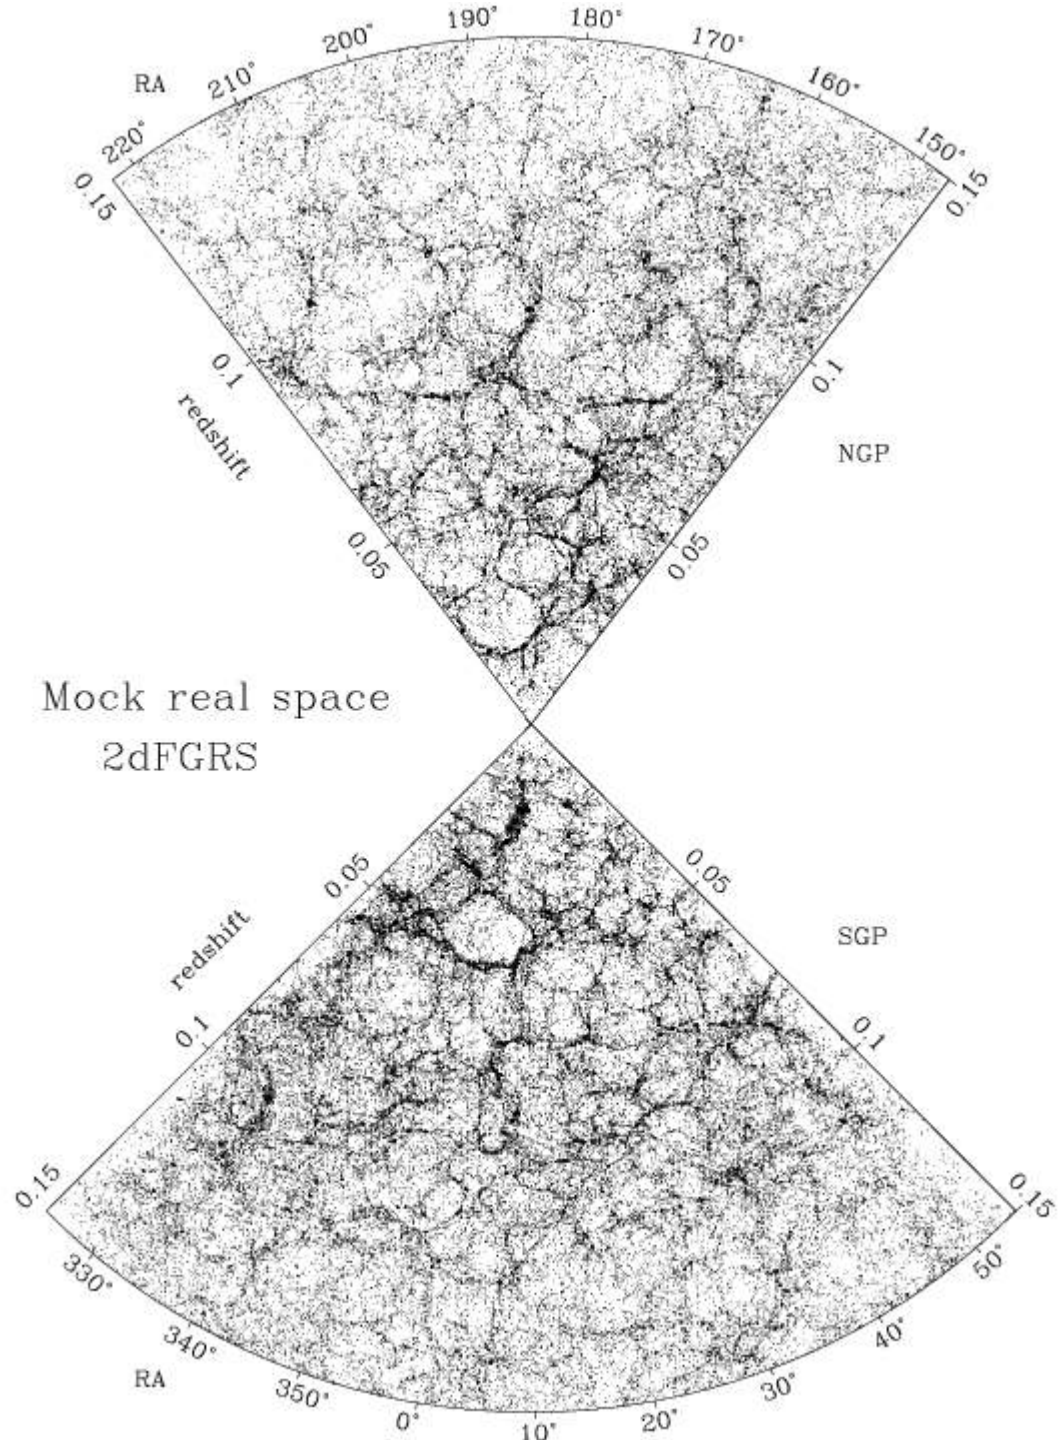 190° 180°
200° 170°
RA 210° 160°
220° 150°
0.15 0.15
0.1 0.1
redshift NGP
0.05 0.05
Mock real space
2dFGRS
0.05 0.05
redshift SGP
0.1 0.1
0.15 0.15
330° 50°
340° 40°
RA 350° 30°
0° 10° 20°